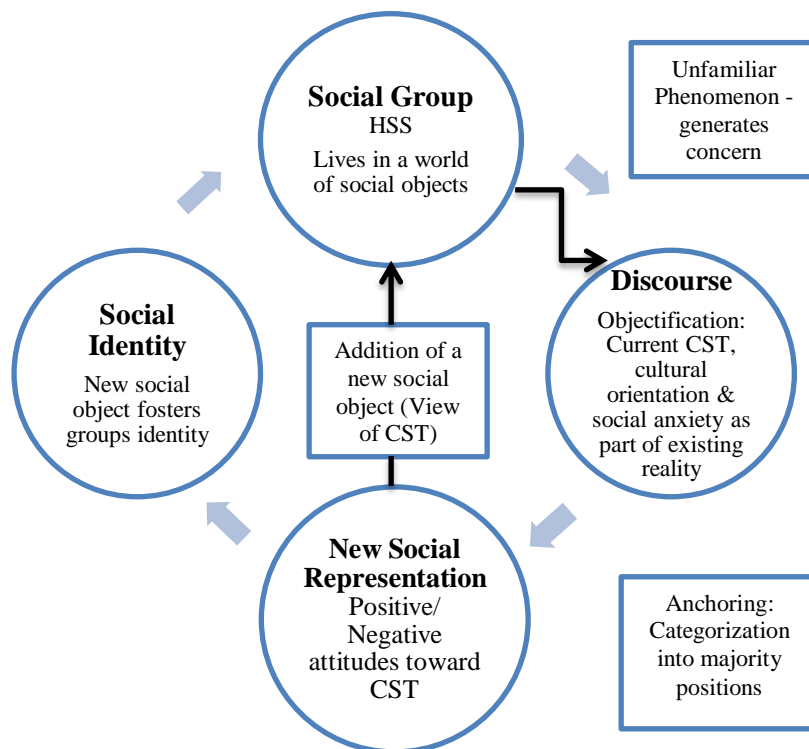 Social Group
HSS
Lives in a world
of social objects
Unfamiliar
Phenomenon -
generates
concern
Discourse
Objectification:
Current CST,
cultural
orientation &
social anxiety as
part of existing
reality
Social
Identity
New social
object fosters
groups identity
Addition of a
new social
object (View
of CST)
New Social
Representation
Positive/
Negative
attitudes toward
CST
Anchoring:
Categorization
into majority
positions